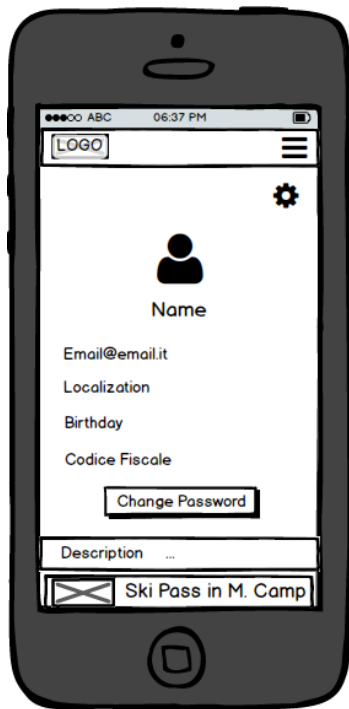 ABC 06:37 PM
LOGO
Name
Email@email.it
Localization
Birthday
Codice Fiscale
Change Password
Description ...
Ski Pass in M. Camp